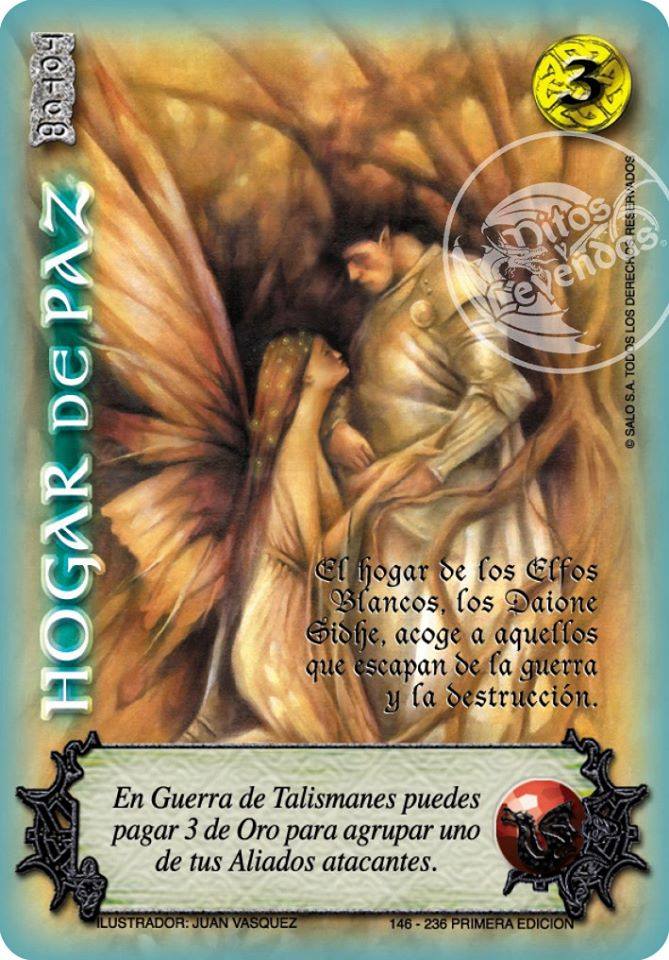 3
HOGAR DE PAZ
Mitos
y
Leyendas
© SALO S.A. TODOS LOS DERECHOS RESERVADOS
El hogar de los Elfos
Blancos, los Daione
Sidhe, acoge a aquellos
que escapan de la guerra
y la destrucción.
En Guerra de Talismanes puedes
pagar 3 de Oro para agrupar uno
de tus Aliados atacantes.
ILUSTRADOR: JUAN VASQUEZ
146 - 236 PRIMERA EDICION